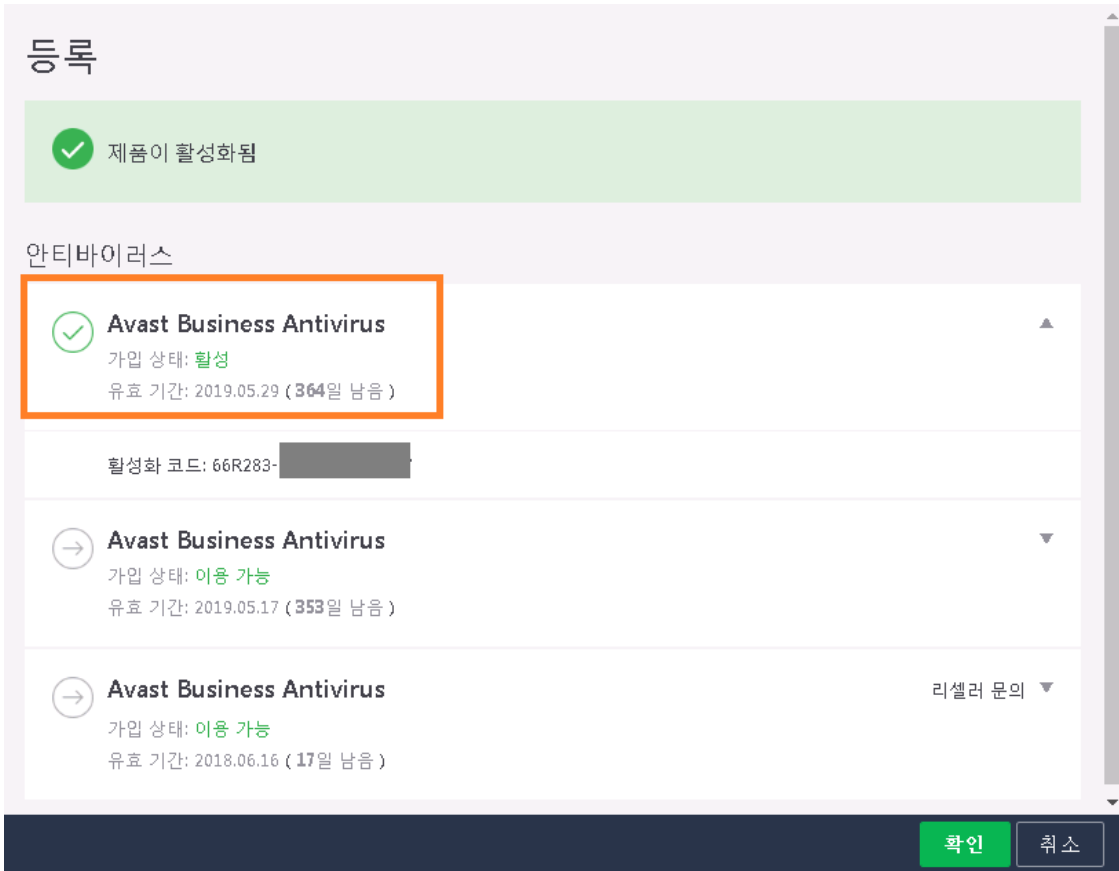 등록
제품이 활성화됨
안티바이러스
Avast Business Antivirus
가입 상태: 활성
유효 기간: 2019.05.29 ( 364일 남음 )
활성화 코드: 66R283-
Avast Business Antivirus
가입 상태: 이용 가능
유효 기간: 2019.05.17 ( 353일 남음 )
Avast Business Antivirus
리셀러 문의
가입 상태: 이용 가능
유효 기간: 2018.06.16 ( 17일 남음 )
확인
취소